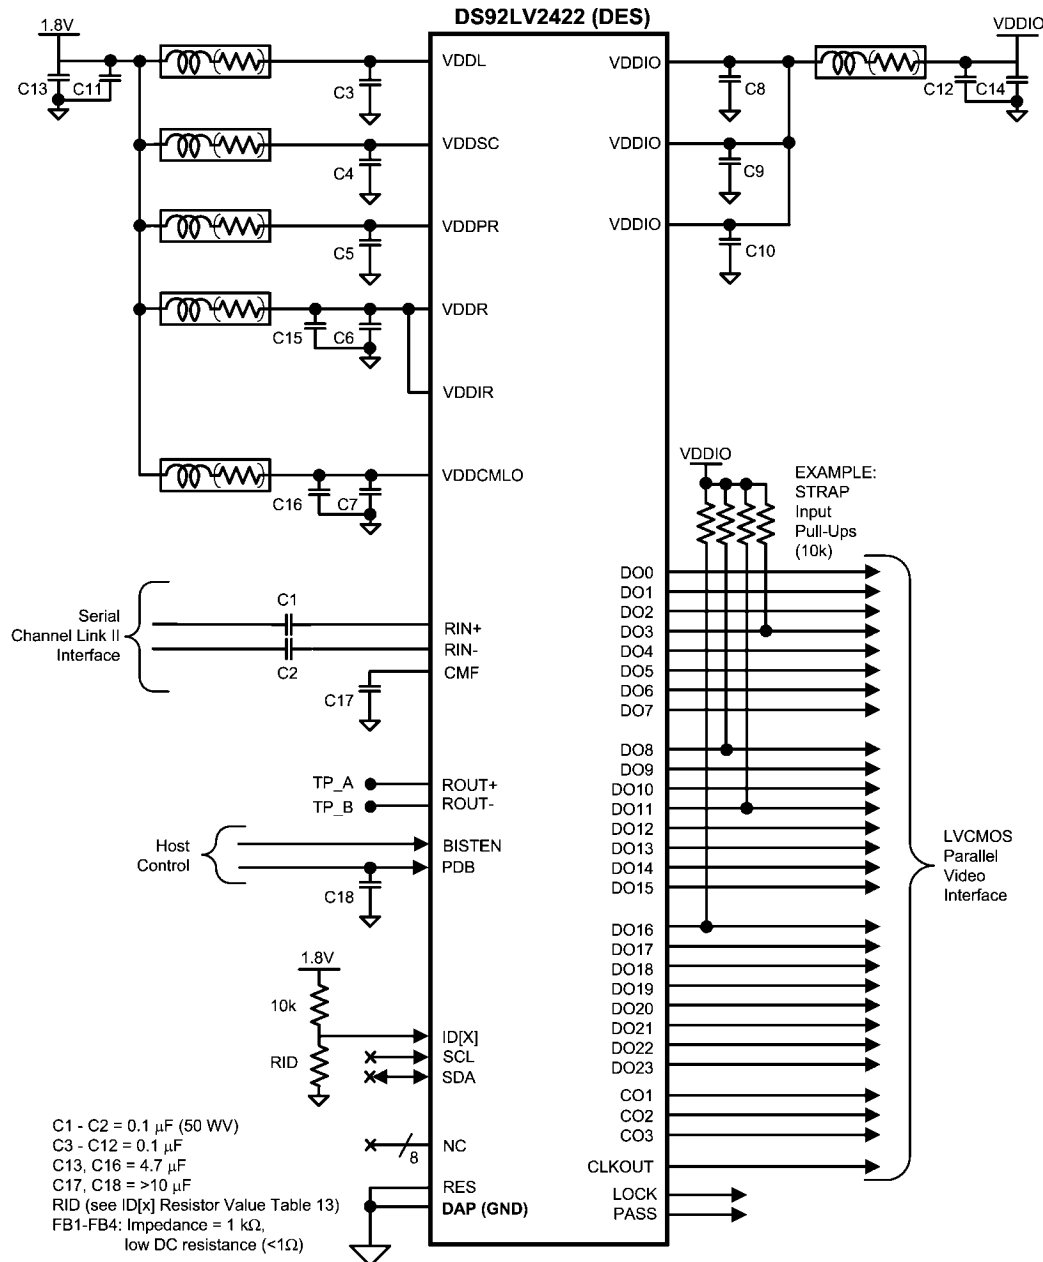 DS92LV2422 (DES)
1.8V
VDDIO
C13
C11
C3
VDDL
VDDIO
C8
C12
C14
C4
VDDSC
VDDIO
C9
C5
VDDPR
VDDIO
C10
C15
C6
VDDR
VDDIR
C16
C7
VDDCMLO
VDDIO
EXAMPLE:
STRAP
Input
Pull-Ups
(10k)
Serial
Channel Link II
Interface
C1
C2
RIN+
RIN-
CMF
C17
TP_A
TP_B
ROUT+
ROUT-
Host
Control
BISTEN
PDB
C18
1.8V
10k
RID
ID[X]
SCL
SDA
NC
8
RES
DAP (GND)
DO0
DO1
DO2
DO3
DO4
DO5
DO6
DO7
DO8
DO9
DO10
DO11
DO12
DO13
DO14
DO15
DO16
DO17
DO18
DO19
DO20
DO21
DO22
DO23
CO1
CO2
CO3
CLKOUT
LOCK
PASS
LVCMOS
Parallel
Video
Interface
C1 - C2 = 0.1 μF (50 WV)
C3 - C12 = 0.1 μF
C13, C16 = 4.7 μF
C17, C18 = >10 μF
RID (see ID[x] Resistor Value Table 13)
FB1-FB4: Impedance = 1 kΩ,
low DC resistance (<1Ω)